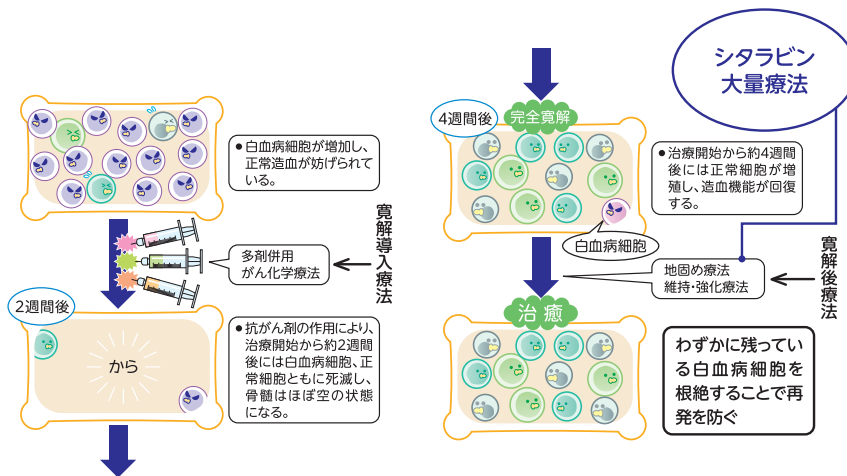 ● 白血病細胞が増加し、
正常造血が妨げられて
いる。
多剤併用
がん化学療法
寛解導入療法
2週間後
から
● 抗がん剤の作用により、
治療開始から約2週間
後には白血病細胞、正
常細胞ともに死滅し、
骨髄はほぼ空の状態
になる。
シタラビン
大量療法
4週間後
完全寛解
● 治療開始から約4週間
後には正常細胞が増
殖し、造血機能が回復
する。
白血病細胞
地固め療法
維持・強化療法
寛解後療法
治癒
わずかに残ってい
る白血病細胞を
根絶することで再
発を防ぐ